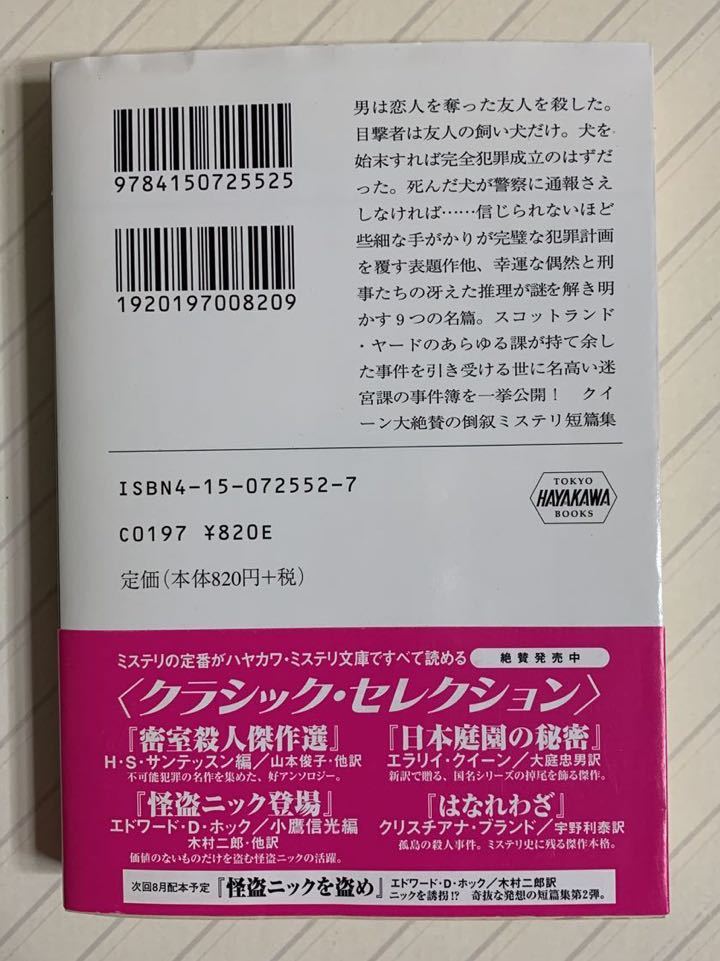 9784150725525
1920197008209
男は恋人を奪った友人を殺した。
目撃者は友人の飼い犬だけ。犬を
始末すれば完全犯罪成立のはずだ
った。死んだ犬が警察に通報さえ
しなければ……信じられないほど
些細な手がかりが完璧な犯罪計画
を覆す表題作他、幸運な偶然と刑
事たちの冴えた推理が謎を解き明
かす9つの名篇。スコットランド
・ヤードのあらゆる課が持て余し
た事件を引き受ける世に名高い迷
宮課の事件簿を一挙公開！　クイ
ーン大絶賛の倒叙ミステリ短篇集
ISBN4-15-072552-7
C0197 ¥820E
定価（本体820円+税）
TOKYO
HAYAKAWA
BOOKS
ミステリの定番がハヤカワ・ミステリ文庫ですべて読める 絶賛発売中
〈クラシック・セレクション〉
『密室殺人傑作選』
H・S・サンテッスン編／山本俊子・他訳
不可能犯罪の名作を集めた、好アンソロジー。
『日本庭園の秘密』
エラリイ・クイーン／大庭忠男訳
新訳で贈る、国名シリーズの掉尾を飾る傑作。
『怪盗ニック登場』
エドワード・D・ホック／小鷹信光編
木村二郎・他訳
価値のないものだけを盗む怪盗ニックの活躍。
『はなれわざ』
クリスチアナ・ブランド／宇野利泰訳
孤島の殺人事件。ミステリ史に残る傑作本格。
次回8月配本予定 『怪盗ニックを盗め』 エドワード・D・ホック／木村二郎訳
ニックを誘拐!?　奇抜な発想の短篇集第2弾。